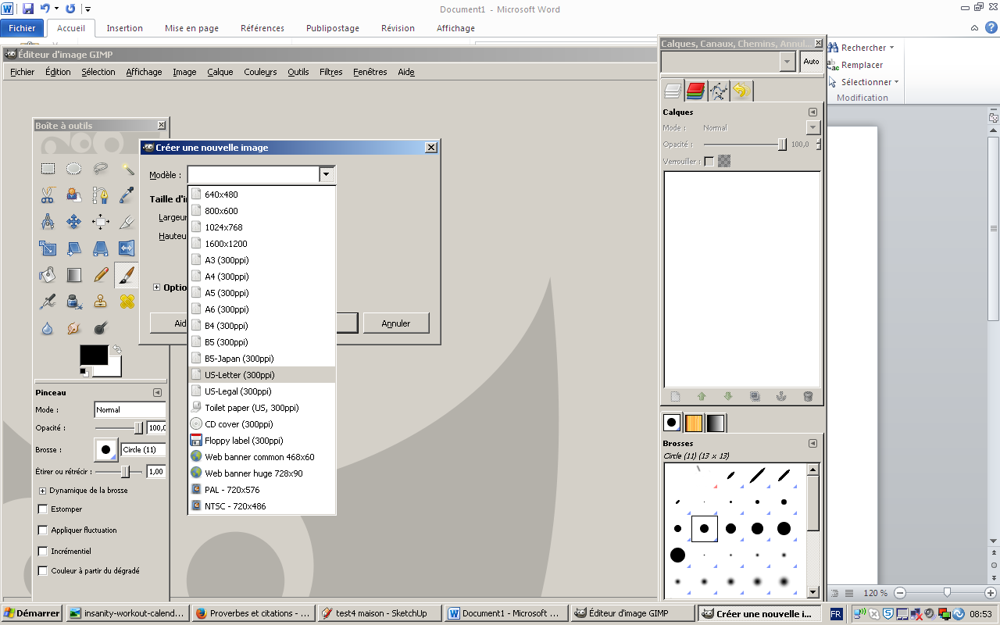 Document1 - Microsoft Word
Fichier Accueil Insertion Mise en page Références Publipostage Révision Affichage
Éditeur d'image GIMP
Fichier Édition Sélection Affichage Image Calque Couleurs Outils Filtres Fenêtres Aide
Calques, Canaux, Chemins, Annul...
Auto
Rechercher
Remplacer
Sélectionner
Modification
Calques
Mode : Normal
Opacité : 100,0
Verrouiller :
Boîte à outils
Créer une nouvelle image
Modèle :
Taille d'i
Largeur
Hauteu
Optio
Aid
Annuler
640x480
800x600
1024x768
1600x1200
A3 (300ppi)
A4 (300ppi)
A5 (300ppi)
A6 (300ppi)
B4 (300ppi)
B5 (300ppi)
B5-Japan (300ppi)
US-Letter (300ppi)
US-Legal (300ppi)
Toilet paper (US, 300ppi)
CD cover (300ppi)
Floppy label (300ppi)
Web banner common 468x60
Web banner huge 728x90
PAL - 720x576
NTSC - 720x486
Pinceau
Mode : Normal
Opacité : 100,0
Brosse : Circle (11)
Étirer ou rétrécir : 1,00
Dynamique de la brosse
Estomper
Appliquer fluctuation
Incrémentiel
Couleur à partir du dégradé
Brosses
Circle (11) (13 x 13)
120 %
Démarrer insanity-workout-calend... Proverbes et citations - ... test4 maison - SketchUp Document1 - Microsoft ... Éditeur d'image GIMP Créer une nouvelle i... FR 08:53